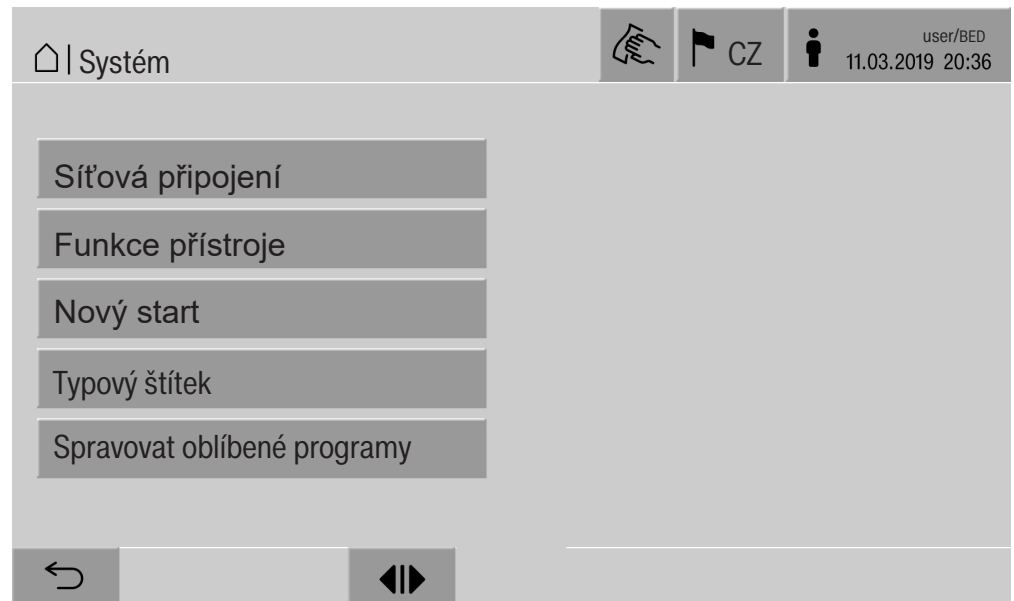 Systém
CZ
user/BED
11.03.2019 20:36
Síťová připojení
Funkce přístroje
Nový start
Typový štítek
Spravovat oblíbené programy